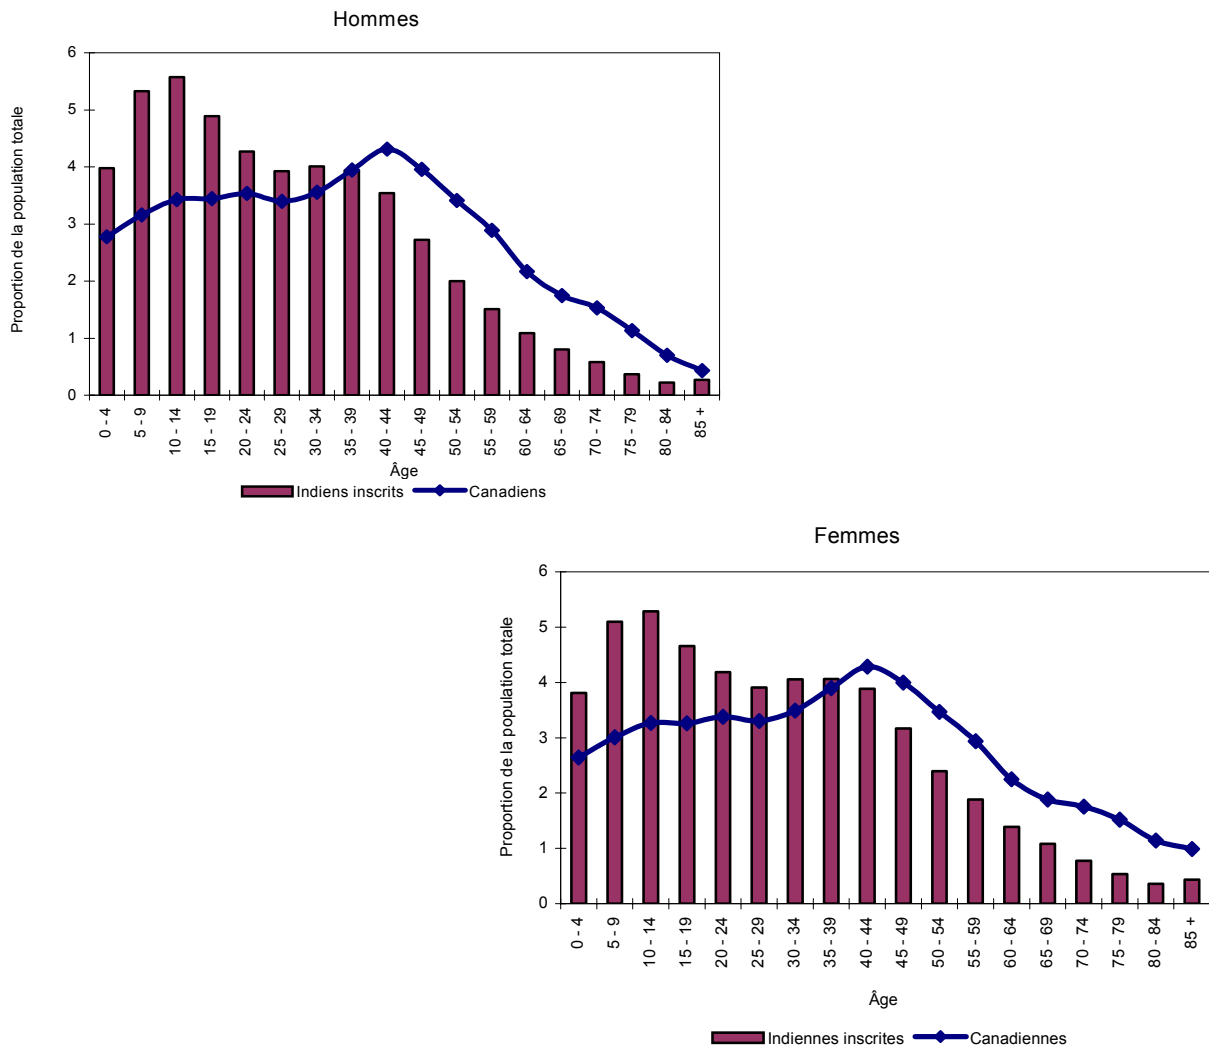 Hommes
Proportion de la population totale
6
5
4
3
2
1
0
0 - 4
5 - 9
10 - 14
15 - 19
20 - 24
25 - 29
30 - 34
35 - 39
40 - 44
45 - 49
50 - 54
55 - 59
60 - 64
65 - 69
70 - 74
75 - 79
80 - 84
85 +
Âge
Indiens inscrits Canadiens
Femmes
Proportion de la population totale
6
5
4
3
2
1
0
0 - 4
5 - 9
10 - 14
15 - 19
20 - 24
25 - 29
30 - 34
35 - 39
40 - 44
45 - 49
50 - 54
55 - 59
60 - 64
65 - 69
70 - 74
75 - 79
80 - 84
85 +
Âge
Indiennes inscrites Canadiennes